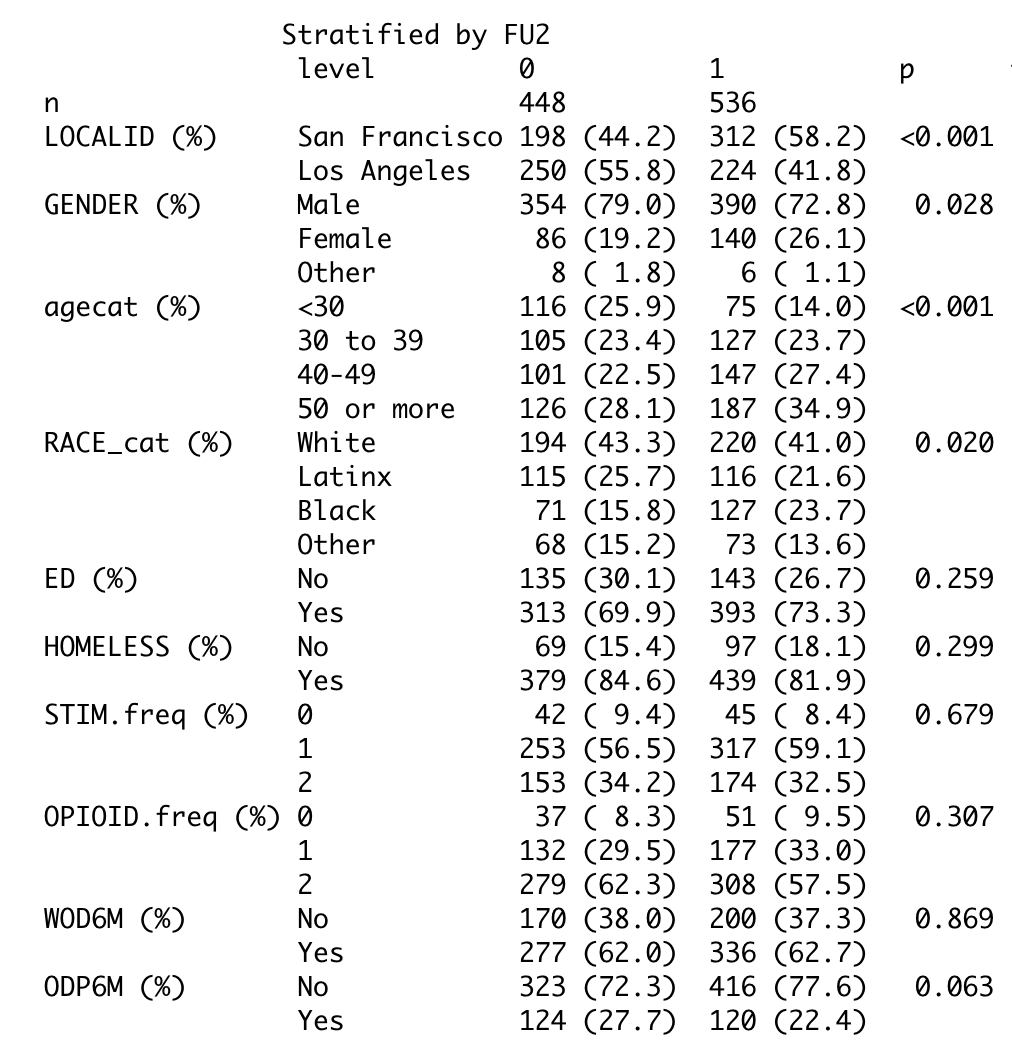 Stratified by FU2
level 0 1 p
n 448 536
LOCALID (%) San Francisco 198 (44.2) 312 (58.2) <0.001
Los Angeles 250 (55.8) 224 (41.8)
GENDER (%) Male 354 (79.0) 390 (72.8) 0.028
Female 86 (19.2) 140 (26.1)
Other 8 ( 1.8) 6 ( 1.1)
agecat (%) <30 116 (25.9) 75 (14.0) <0.001
30 to 39 105 (23.4) 127 (23.7)
40-49 101 (22.5) 147 (27.4)
50 or more 126 (28.1) 187 (34.9)
RACE_cat (%) White 194 (43.3) 220 (41.0) 0.020
Latinx 115 (25.7) 116 (21.6)
Black 71 (15.8) 127 (23.7)
Other 68 (15.2) 73 (13.6)
ED (%) No 135 (30.1) 143 (26.7) 0.259
Yes 313 (69.9) 393 (73.3)
HOMELESS (%) No 69 (15.4) 97 (18.1) 0.299
Yes 379 (84.6) 439 (81.9)
STIM.freq (%) 0 42 ( 9.4) 45 ( 8.4) 0.679
1 253 (56.5) 317 (59.1)
2 153 (34.2) 174 (32.5)
OPIOID.freq (%) 0 37 ( 8.3) 51 ( 9.5) 0.307
1 132 (29.5) 177 (33.0)
2 279 (62.3) 308 (57.5)
WOD6M (%) No 170 (38.0) 200 (37.3) 0.869
Yes 277 (62.0) 336 (62.7)
ODP6M (%) No 323 (72.3) 416 (77.6) 0.063
Yes 124 (27.7) 120 (22.4)